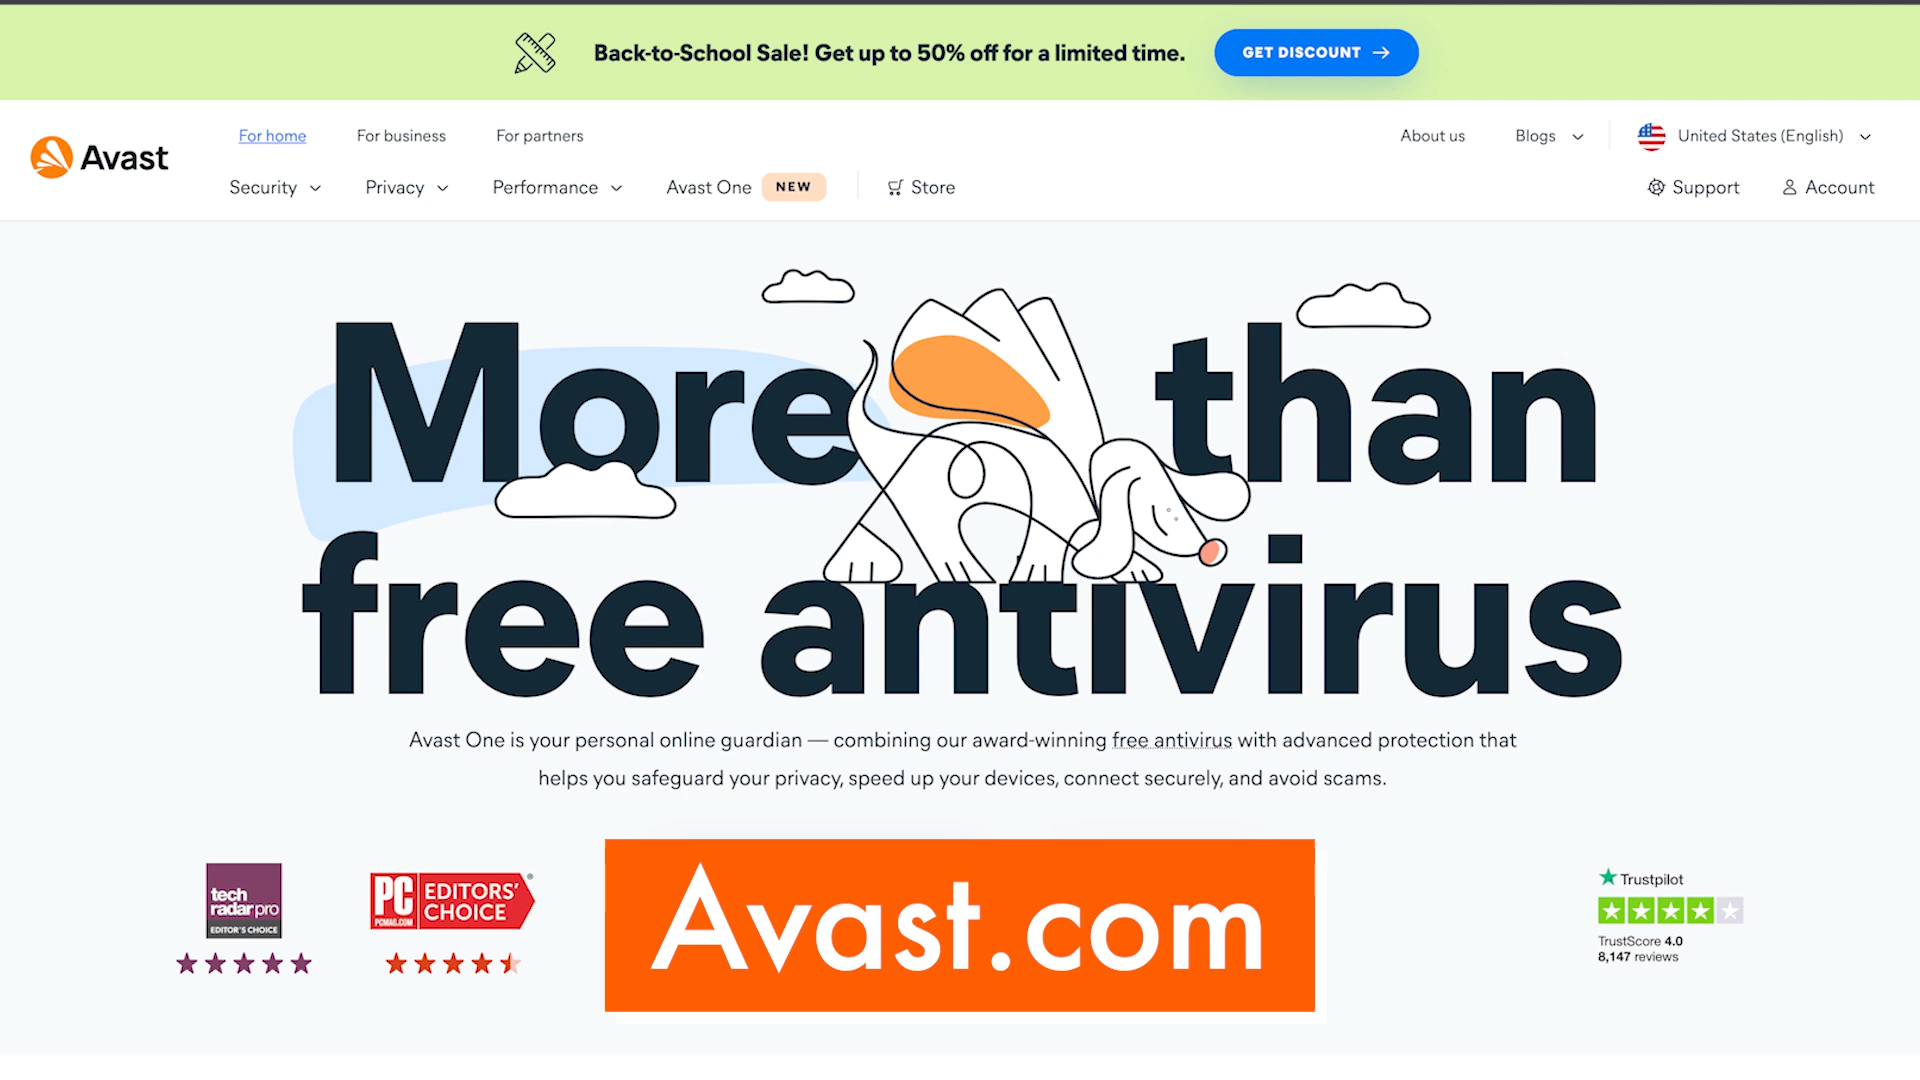 Back-to-School Sale! Get up to 50% off for a limited time.
GET DISCOUNT
Avast
For home
For business
For partners
About us
Blogs
United States (English)
Security
Privacy
Performance
Avast One
NEW
Store
Support
Account
More than
free antivirus
Avast One is your personal online guardian — combining our award-winning free antivirus with advanced protection that
helps you safeguard your privacy, speed up your devices, connect securely, and avoid scams.
tech
radar pro
EDITOR'S CHOICE
PC
PCMAG.COM
EDITORS'
CHOICE
Avast.com
Trustpilot
TrustScore 4.0
8,147 reviews